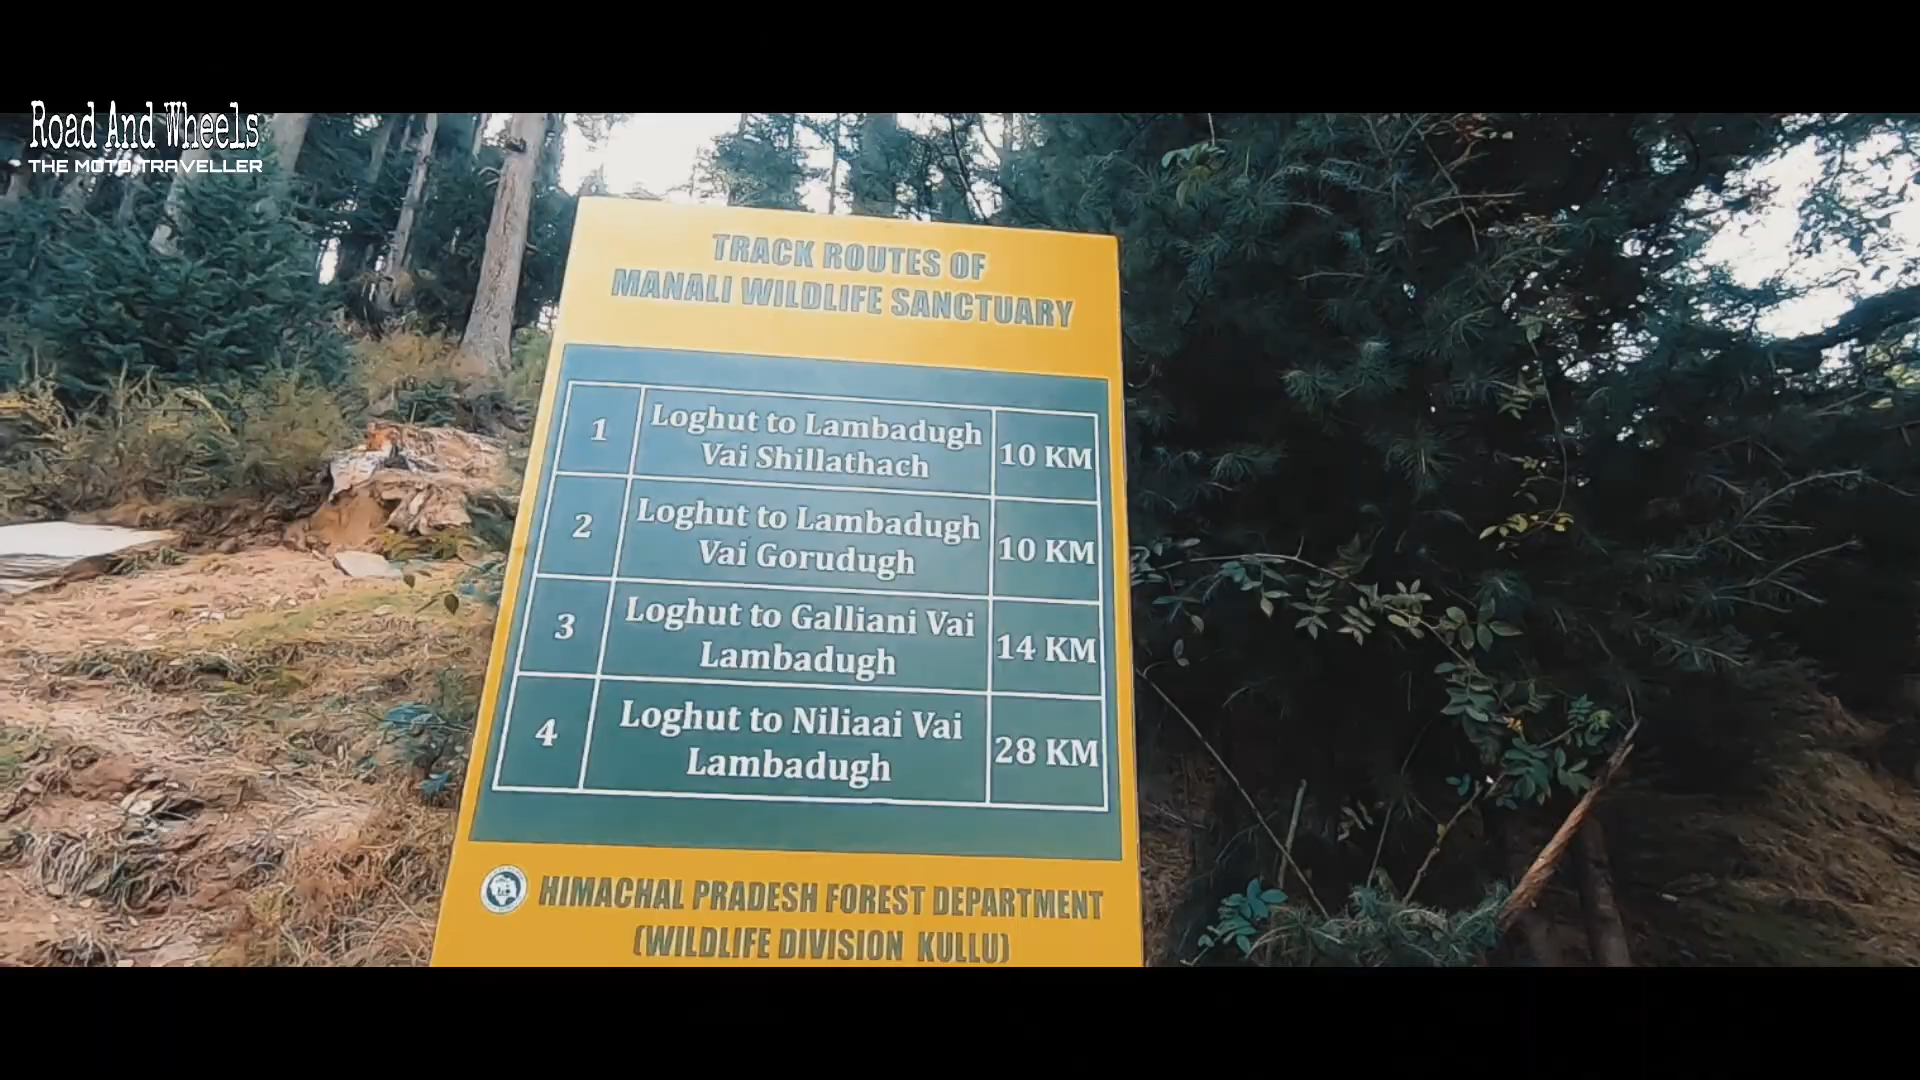 Road And Wheels
THE MOTO TRAVELLER
TRACK ROUTES OF
MANALI WILDLIFE SANCTUARY
1
Loghut to Lambadugh
Vai Shillathach
10 KM
2
Loghut to Lambadugh
Vai Gorudugh
10 KM
3
Loghut to Galliani Vai
Lambadugh
14 KM
4
Loghut to Niliaai Vai
Lambadugh
28 KM
HIMACHAL PRADESH FOREST DEPARTMENT
(WILDLIFE DIVISION KULLU)